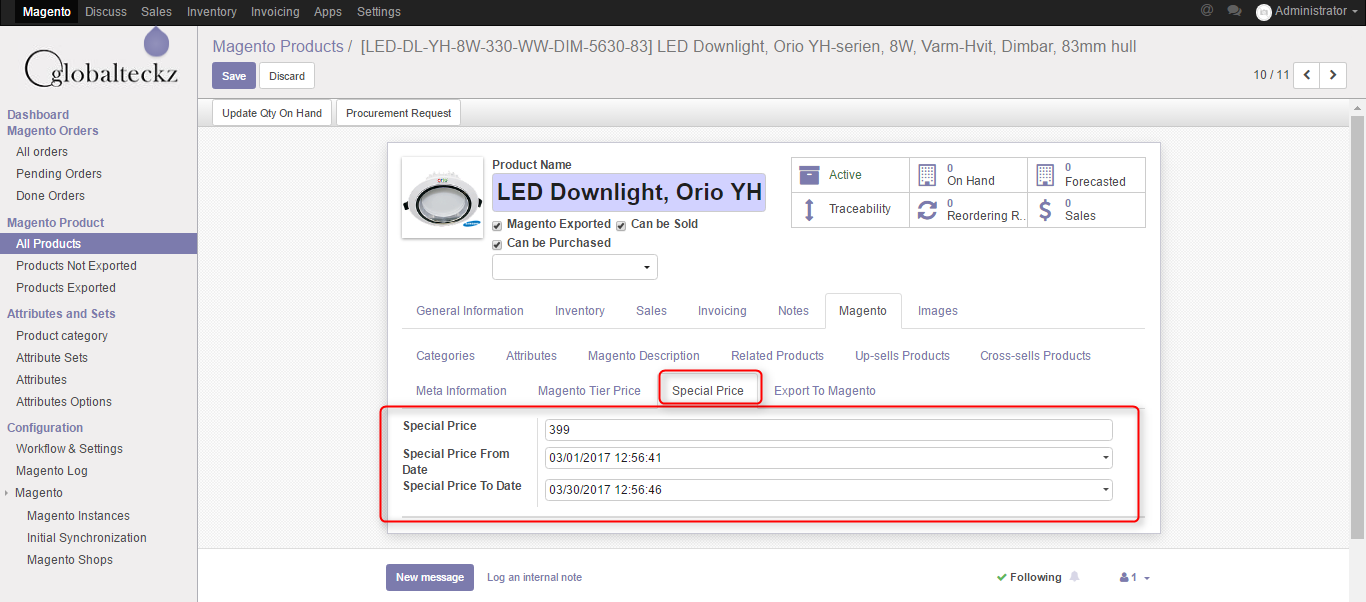 Magento Discuss Sales Inventory Invoicing Apps Settings @ Administrator
globalteckz
Magento Products / [LED-DL-YH-8W-330-WW-DIM-5630-83] LED Downlight, Orio YH-serien, 8W, Varm-Hvit, Dimbar, 83mm hull
Save Discard
10 / 11
Update Qty On Hand Procurement Request
Dashboard
Magento Orders
All orders
Pending Orders
Done Orders
Magento Product
All Products
Products Not Exported
Products Exported
Attributes and Sets
Product category
Attribute Sets
Attributes
Attributes Options
Configuration
Workflow & Settings
Magento Log
Magento
Magento Instances
Initial Synchronization
Magento Shops
Product Name
LED Downlight, Orio YH
Magento Exported Can be Sold
Can be Purchased
Active
0
On Hand
0
Forecasted
Traceability
0
Reordering R..
0
Sales
General Information Inventory Sales Invoicing Notes Magento Images
Categories Attributes Magento Description Related Products Up-sells Products Cross-sells Products
Meta Information Magento Tier Price Special Price Export To Magento
Special Price 399
Special Price From
Date
03/01/2017 12:56:41
Special Price To Date 03/30/2017 12:56:46
New message Log an internal note Following 1